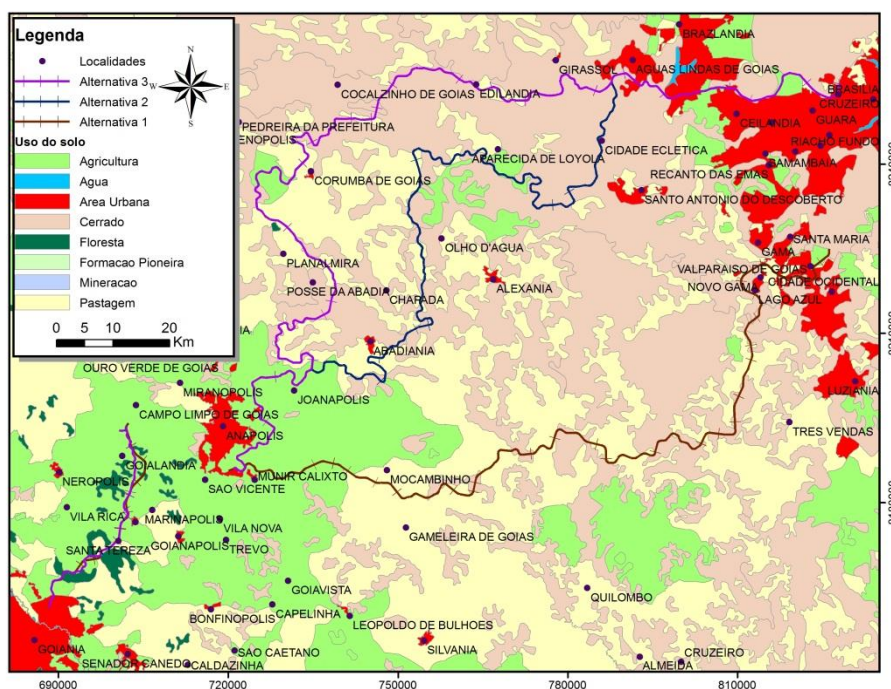 Legenda
Localidades
Alternativa 3
Alternativa 2
Alternativa 1
Uso do solo
Agricultura
Agua
Area Urbana
Cerrado
Floresta
Formacao Pioneira
Mineracao
Pastagem
0 10 20
Km
N
W E
S
BRAZLANDIA
GIRASSOL
AGUAS LINDAS DE GOIAS
COCALZINHO DE GOIAS
EDILANDIA
BRASILIA
CRUZEIRO
CEILANDIA
GUARA
PEDREIRA DA PREFEITURA
ENOPOLIS
RIACHO FUNDO
CIDADE ECLETICA
APARECIDA DE LOYOLA
SAMAMBAIA
CORUMBA DE GOIAS
RECANTO DAS EMAS
SANTO ANTONIO DO DESCOBERTO
OLHO D'AGUA
SANTA MARIA
GAMA
PLANALMIRA
VALPARAISO DE GOIAS
POSSE DA ABADIA
CHAPADA
ALEXANIA
NOVO GAMA
CIDADE OCIDENTAL
LAGO AZUL
ABADIANIA
OURO VERDE DE GOIAS
MIRANOPOLIS
JOANAPOLIS
LUZIANIA
CAMPO LIMPO DE GOIAS
ANAPOLIS
TRES VENDAS
GOIALANDIA
NEROPOLIS
SAO VICENTE
MUNIR CALIXTO
MOCAMBINHO
VILA RICA
MARINAPOLIS
VILA NOVA
SANTA TEREZA
GOIANAPOLIS
TREVO
GAMELEIRA DE GOIAS
GOIAVISTA
QUILOMBO
BONFINOPOLIS
CAPELINHA
LEOPOLDO DE BULHOES
GOIANIA
SENADOR CANEDO
CALDAZINHA
SAO CAETANO
SILVANIA
ALMEIDA
CRUZEIRO
690000 720000 750000 780000 810000